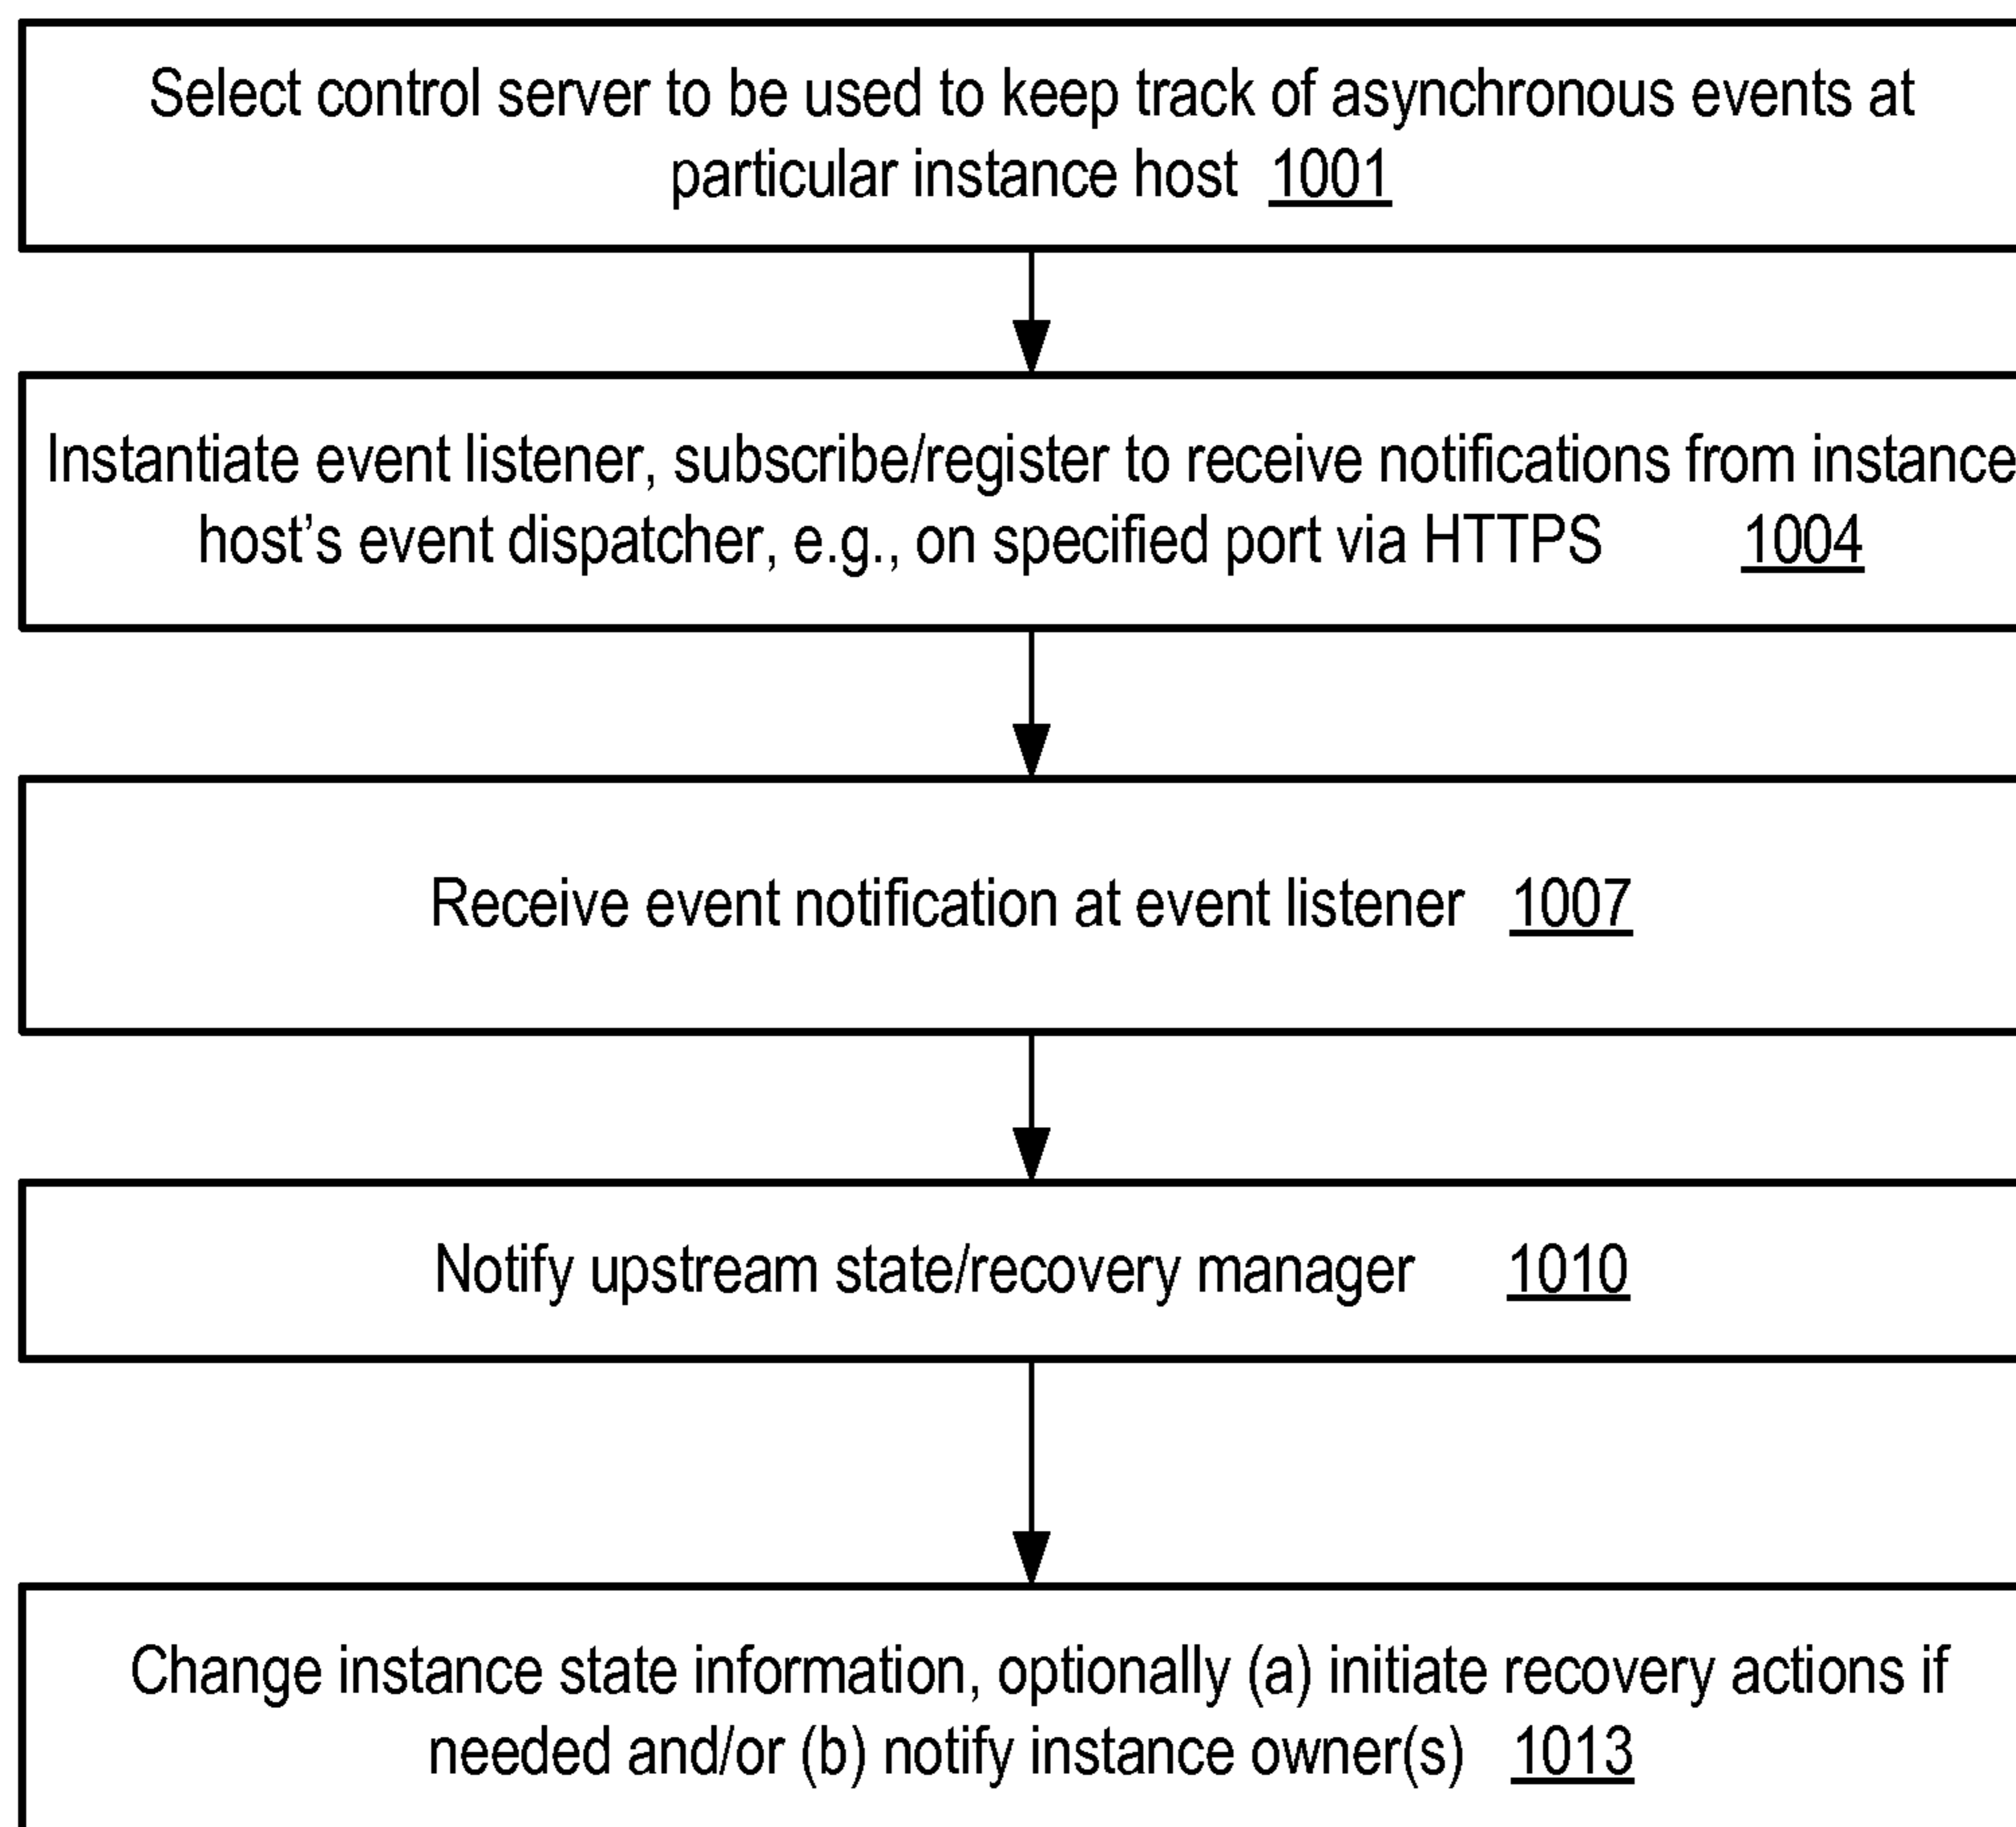 Select control server to be used to keep track of asynchronous events at
particular instance host 1001
Instantiate event listener, subscribe/register to receive notifications from instance
host’s event dispatcher, e.g., on specified port via HTTPS 1004
Receive event notification at event listener 1007
Notify upstream state/recovery manager 1010
Change instance state information, optionally (a) initiate recovery actions if
needed and/or (b) notify instance owner(s) 1013